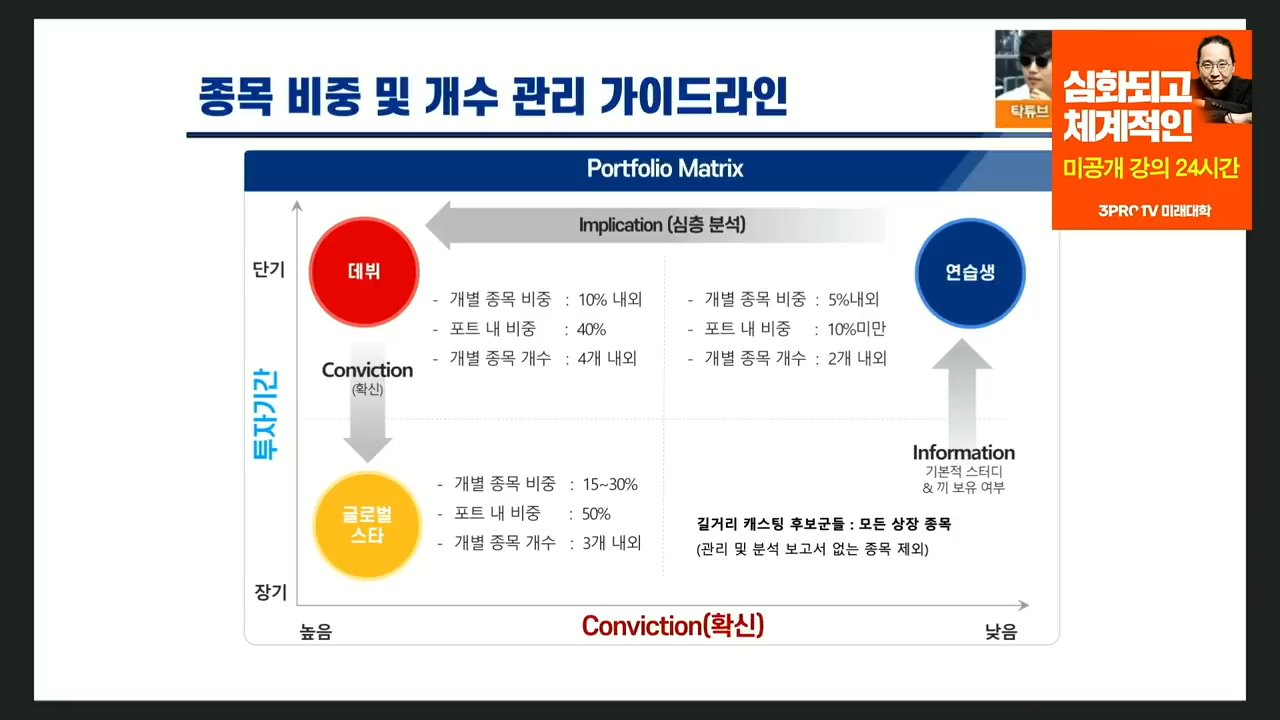 종목 비중 및 개수 관리 가이드라인
탁튜브
심화되고
체계적인
미공개 강의 24시간
3PRO TV 미래대학
Portfolio Matrix
Implication (심층 분석)
단기
데뷔
연습생
- 개별 종목 비중 : 10% 내외
- 포트 내 비중 : 40%
- 개별 종목 개수 : 4개 내외
- 개별 종목 비중 : 5%내외
- 포트 내 비중 : 10%미만
- 개별 종목 개수 : 2개 내외
Conviction
(확신)
투자기간
Information
기본적 스터디
& 끼 보유 여부
글로벌
스타
- 개별 종목 비중 : 15~30%
- 포트 내 비중 : 50%
- 개별 종목 개수 : 3개 내외
길거리 캐스팅 후보군들 : 모든 상장 종목
(관리 및 분석 보고서 없는 종목 제외)
장기
높음
Conviction(확신)
낮음